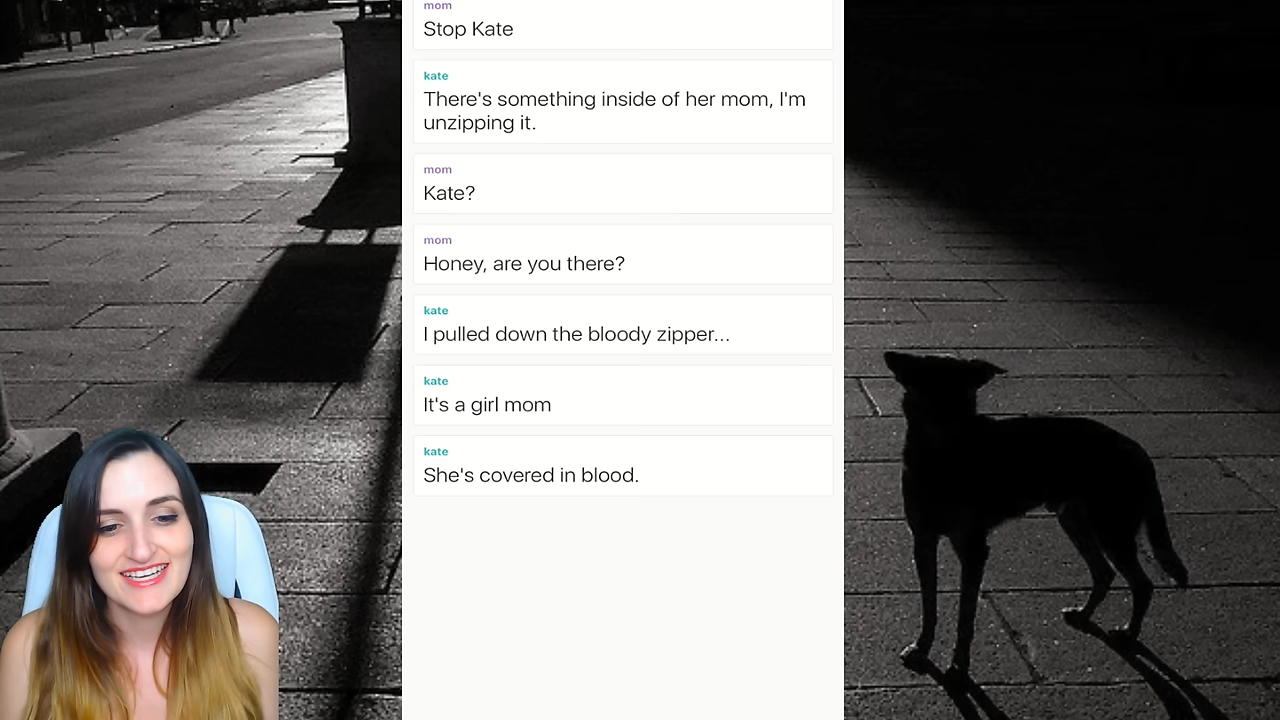 mom
Stop Kate
kate
There's something inside of her mom, I'm
unzipping it.
mom
Kate?
mom
Honey, are you there?
kate
I pulled down the bloody zipper...
kate
It's a girl mom
kate
She's covered in blood.